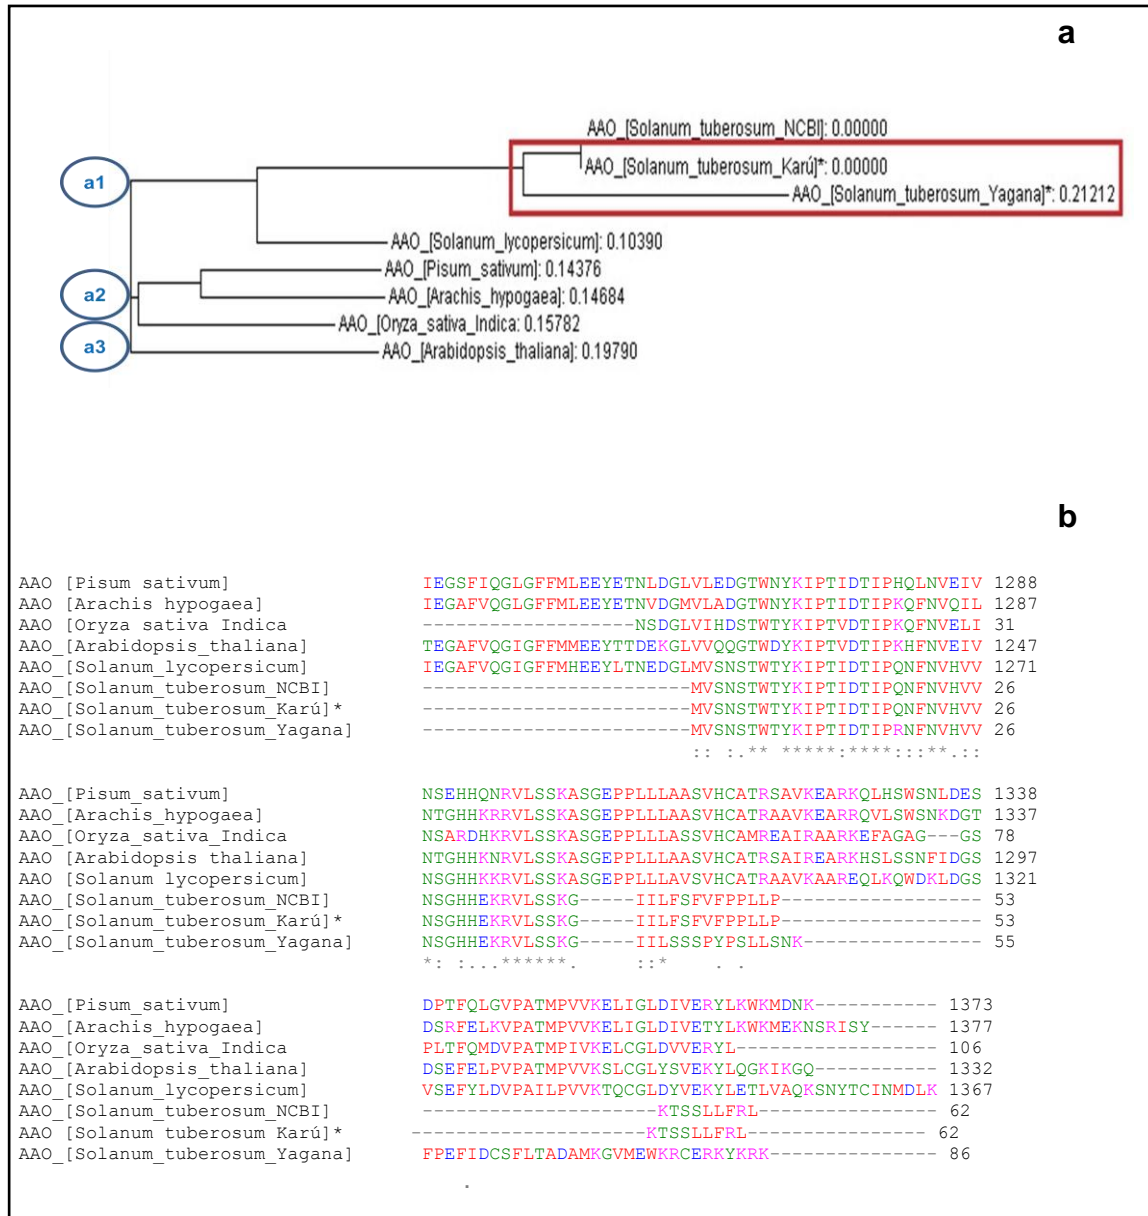 a
AAO_[Solanum_tuberosum_NCBI]: 0.00000
a1
AAO_[Solanum_tuberosum_Karú]*: 0.00000
AAO_[Solanum_tuberosum_Yagana]*: 0.21212
AAO_[Solanum_lycopersicum]: 0.10390
AAO_[Pisum_sativum]: 0.14376
a2
AAO_[Arachis_hypogaea]: 0.14684
AAO_[Oryza_sativa_Indica: 0.15782
a3
AAO_[Arabidopsis_thaliana]: 0.19790
b
AAO [Pisum sativum] IEGSFIQGLGFFMLEEYETNLDGLVLEDGTWNYKIPTIDTIPHQLNVEIV 1288
AAO [Arachis hypogaea] IEGAFVQGLGFFMLEEYETNVDGMVLADGTWNYKIPTIDTIPKQFNVQIL 1287
AAO [Oryza sativa Indica -------------------NSDGLVIHDSTWTYKIPTVDTIPKQFNVELI 31
AAO_[Arabidopsis_thaliana] TEGAFVQGIGFFMMEEYTTDEKGLVVQQGTWDYKIPTIDTIPKHFNVEIV 1247
AAO_[Solanum_lycopersicum] IEGAFVQGIGFFMHEEYLTNEDGLMVSNSTWTYKIPTIDTIPQNFNVHVV 1271
AAO_[Solanum_tuberosum_NCBI] ------------------------MVSNSTWTYKIPTIDTIPQNFNVHVV 26
AAO_[Solanum_tuberosum_Karú]* ------------------------MVSNSTWTYKIPTIDTIPQNFNVHVV 26
AAO_[Solanum_tuberosum_Yagana] ------------------------MVSNSTWTYKIPTIDTIPRNFNVHVV 26
:: :.** *****:****:::**.::
AAO_[Pisum_sativum] NSEHHQNRVLSSKASGEPPLLLAASVHCATRSAVKEARKQLHSWSNLDES 1338
AAO_[Arachis_hypogaea] NTGHHKRRVLSSKASGEPPLLLAASVHCATRAAVKEARRQVLSWSNKDGT 1337
AAO_[Oryza_sativa_Indica NSARDHKRVLSSKASGEPPLLLASSVHCAMREAIRAARKEFAGAG---GS 78
AAO [Arabidopsis thaliana] NTGHHKNRVLSSKASGEPPLLLAASVHCATRSAIREARKHSLSSNFIDGS 1297
AAO [Solanum lycopersicum] NSGHHKKRVLSSKASGEPPLLLAVSVHCATRAAVKAAREQLKQWDKLDGS 1321
AAO_[Solanum_tuberosum_NCBI] NSGHHEKRVLSSKG-----IILFSFVFPPLLP------------------ 53
AAO_[Solanum_tuberosum_Karú]* NSGHHEKRVLSSKG-----IILFSFVFPPLLP------------------ 53
AAO_[Solanum_tuberosum_Yagana] NSGHHEKRVLSSKG-----IILSSSPYPSLLSNK---------------- 55
*: :...******. ::* . .
AAO_[Pisum_sativum] DPTFQLGVPATMPVVKELIGLDIVERYLKWKMDNK----------- 1373
AAO_[Arachis_hypogaea] DSRFELKVPATMPVVKELIGLDIVETYLKWKMEKNSRISY------ 1377
AAO_[Oryza_sativa_Indica PLTFQMDVPATMPIVKELCGLDVVERYL------------------ 106
AAO_[Arabidopsis_thaliana] DSEFELPVPATMPVVKSLCGLYSVEKYLQGKIKGQ----------- 1332
AAO_[Solanum_lycopersicum] VSEFYLDVPAILPVVKTQCGLDYVEKYLETLVAQKSNYTCINMDLK 1367
AAO_[Solanum_tuberosum_NCBI] ---------------------KTSSLLFRL---------------- 62
AAO [Solanum tuberosum Karú]* ---------------------KTSSLLFRL---------------- 62
AAO_[Solanum_tuberosum_Yagana] FPEFIDCSFLTADAMKGVMEWKRCERKYKRK--------------- 86
.